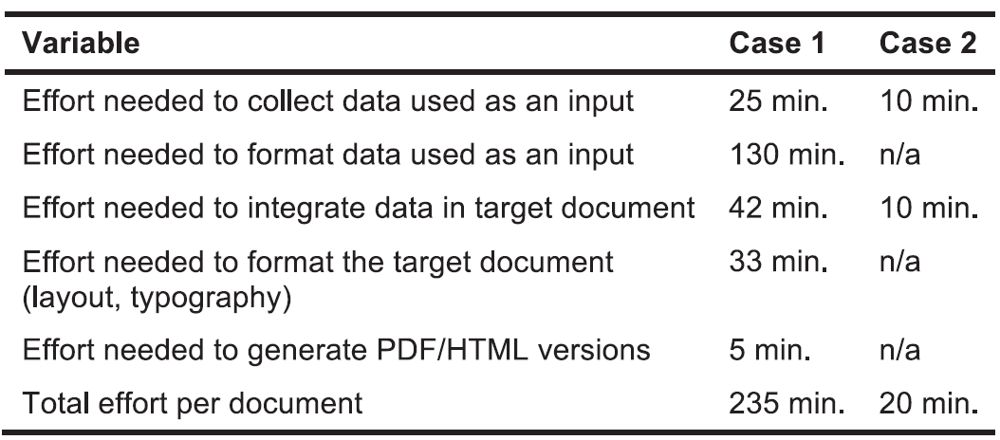 Variable Case 1 Case 2
Effort needed to collect data used as an input 25 min. 10 min.
Effort needed to format data used as an input 130 min. n/a
Effort needed to integrate data in target document 42 min. 10 min.
Effort needed to format the target document 33 min. n/a
(layout, typography)
Effort needed to generate PDF/HTML versions 5 min. n/a
Total effort per document 235 min. 20 min.